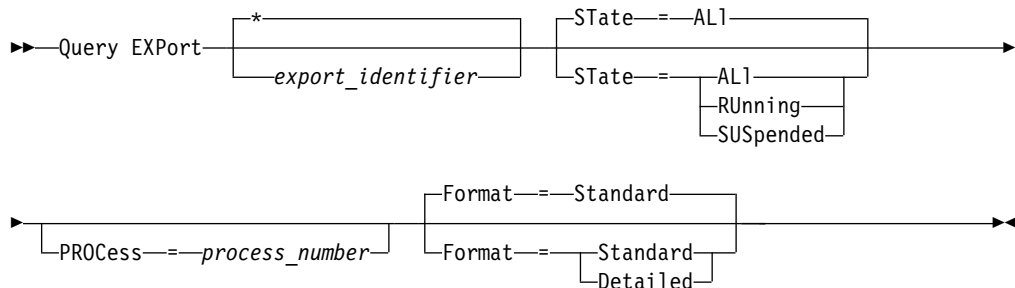 * STate = ALl
Query EXPort
export_identifier STate = ALl
RUnning
SUSpended
Format = Standard
PROCess = process_number Format = Standard
Detailed